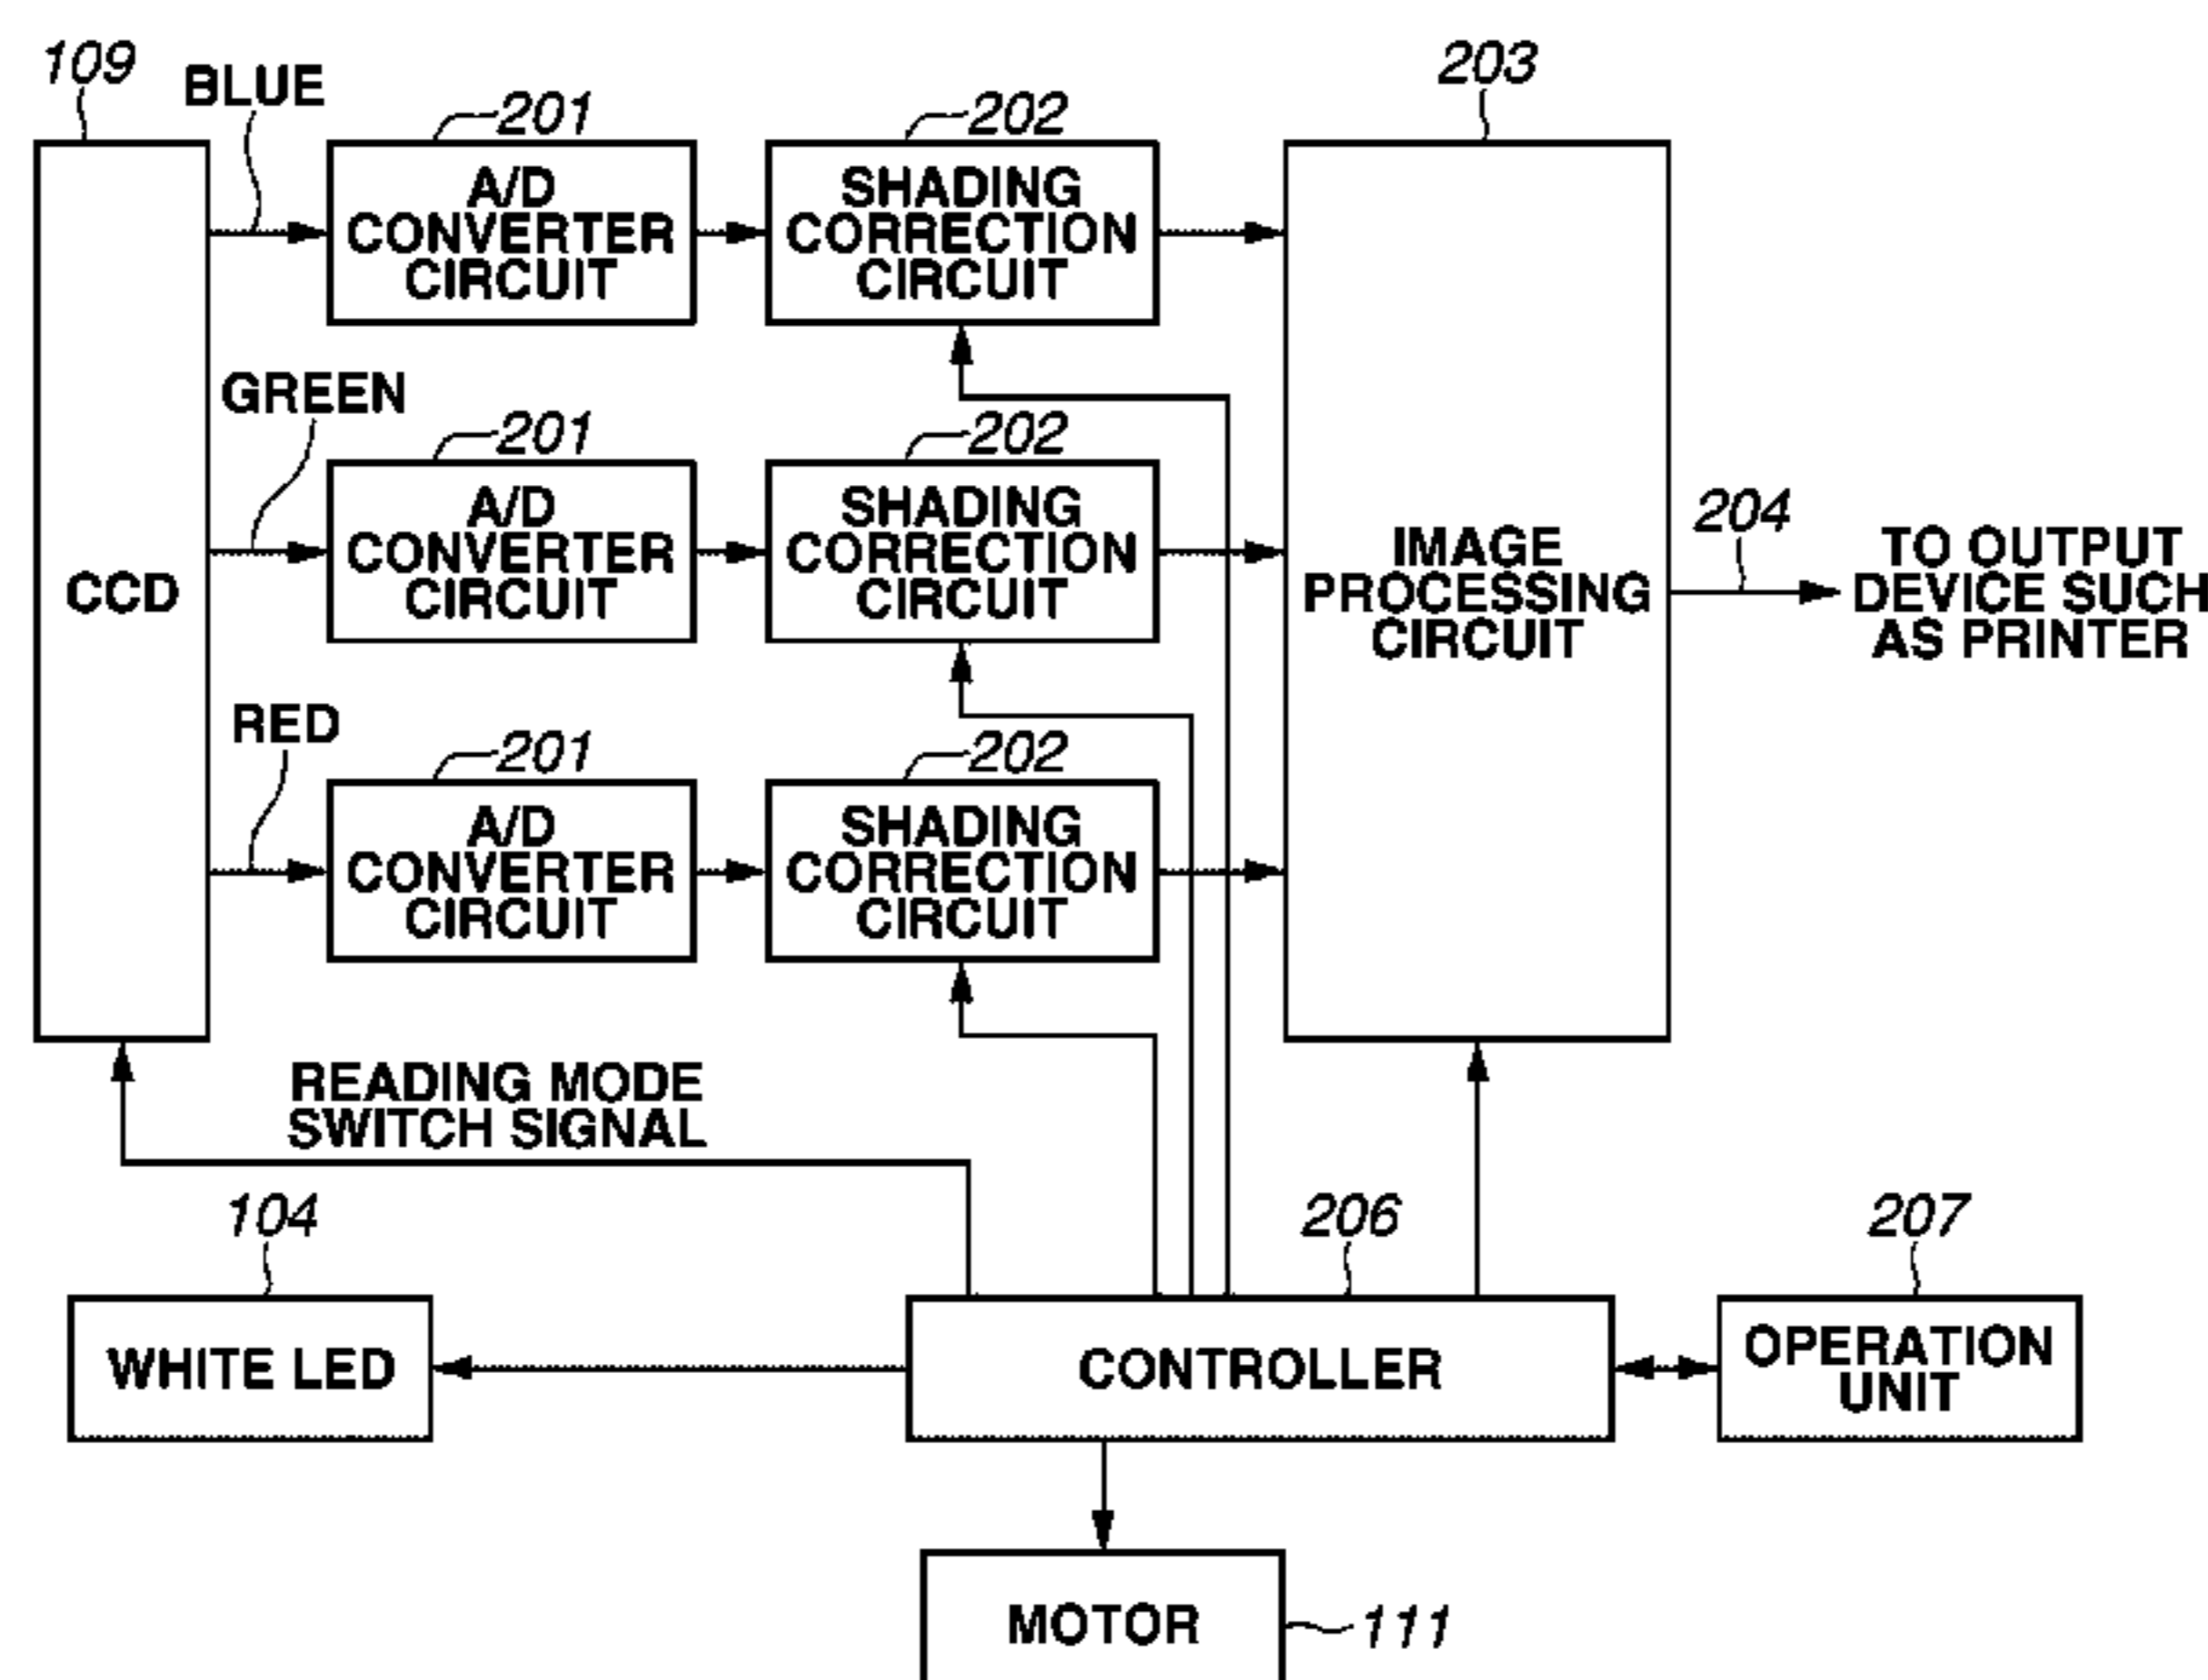 109
BLUE
201
202
203
A/D
CONVERTER
CIRCUIT
SHADING
CORRECTION
CIRCUIT
GREEN
201
202
A/D
CONVERTER
CIRCUIT
SHADING
CORRECTION
CIRCUIT
CCD
IMAGE
PROCESSING
CIRCUIT
204
TO OUTPUT
DEVICE SUCH
AS PRINTER
RED
201
202
A/D
CONVERTER
CIRCUIT
SHADING
CORRECTION
CIRCUIT
READING MODE
SWITCH SIGNAL
104
206
207
WHITE LED
CONTROLLER
OPERATION
UNIT
MOTOR
111